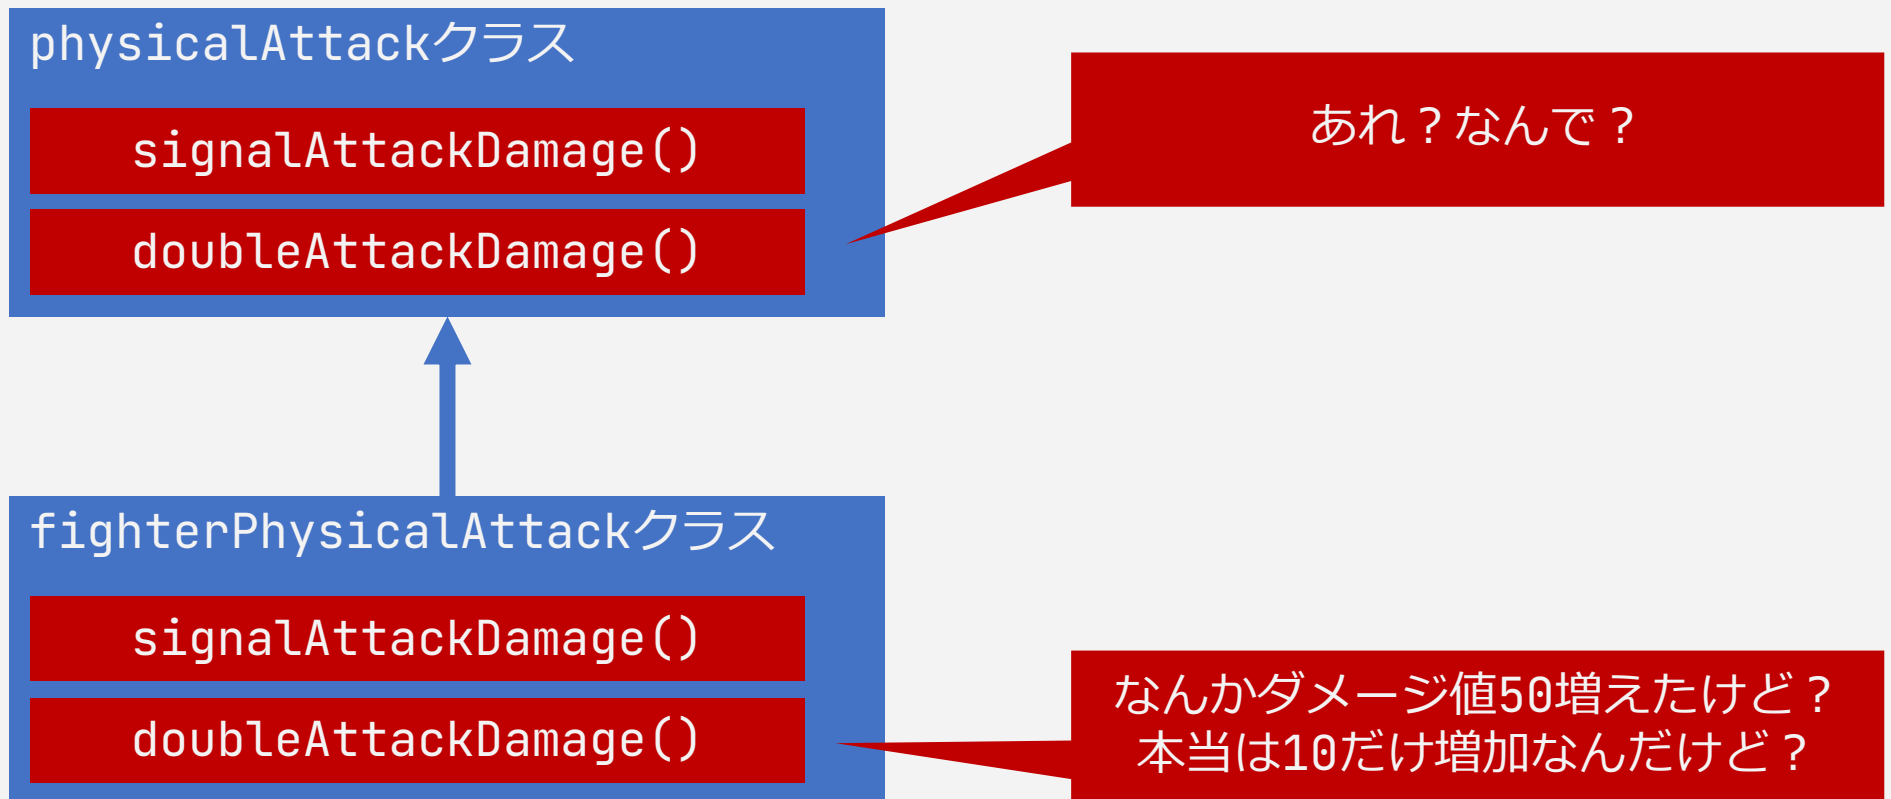 physicalAttackクラス
signalAttackDamage()
doubleAttackDamage()
あれ？なんで？
fighterPhysicalAttackクラス
signalAttackDamage()
doubleAttackDamage()
なんかダメージ値50増えたけど？
本当は10だけ増加なんだけど？